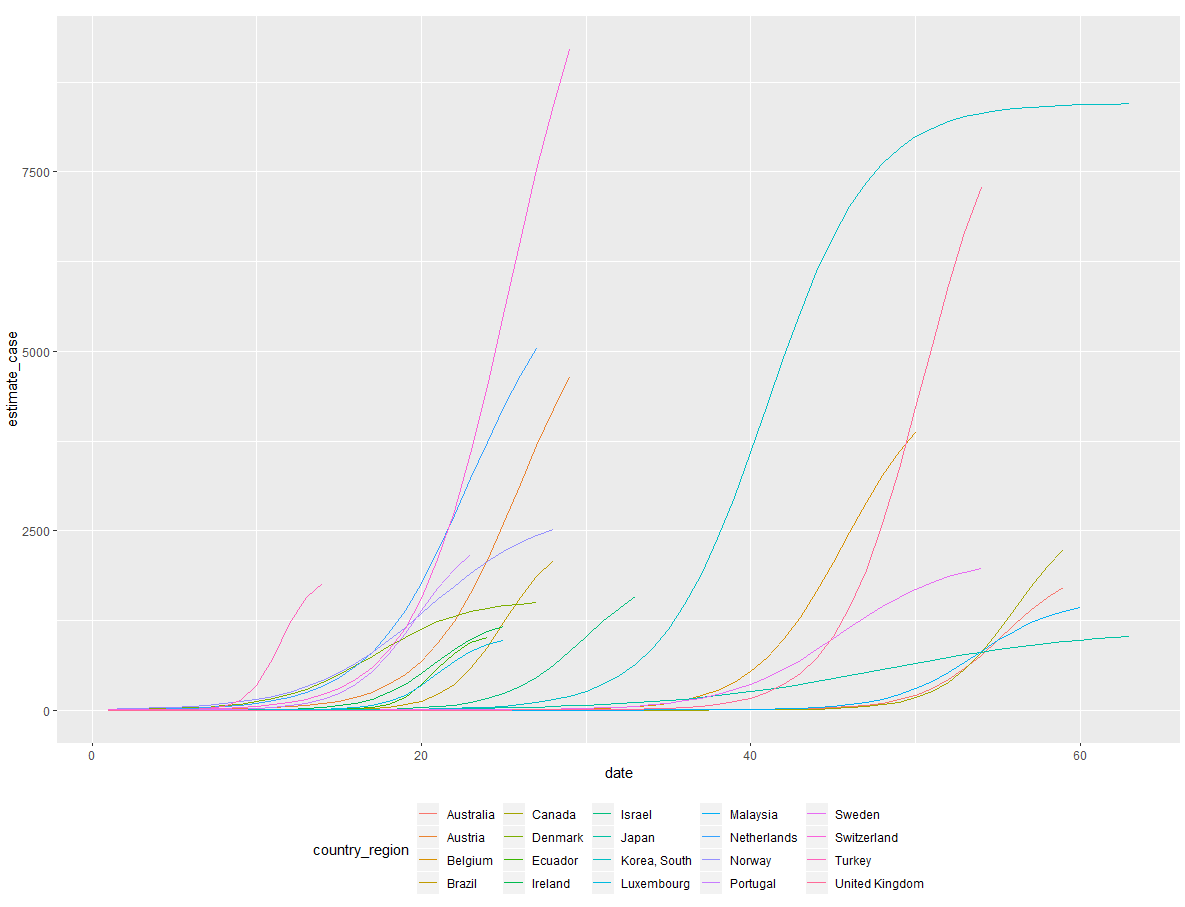 7500
5000
2500
0
estimate_case
0 20 40 60
date
country_region
Australia Canada Israel Malaysia Sweden
Austria Denmark Japan Netherlands Switzerland
Belgium Ecuador Korea, South Norway Turkey
Brazil Ireland Luxembourg Portugal United Kingdom